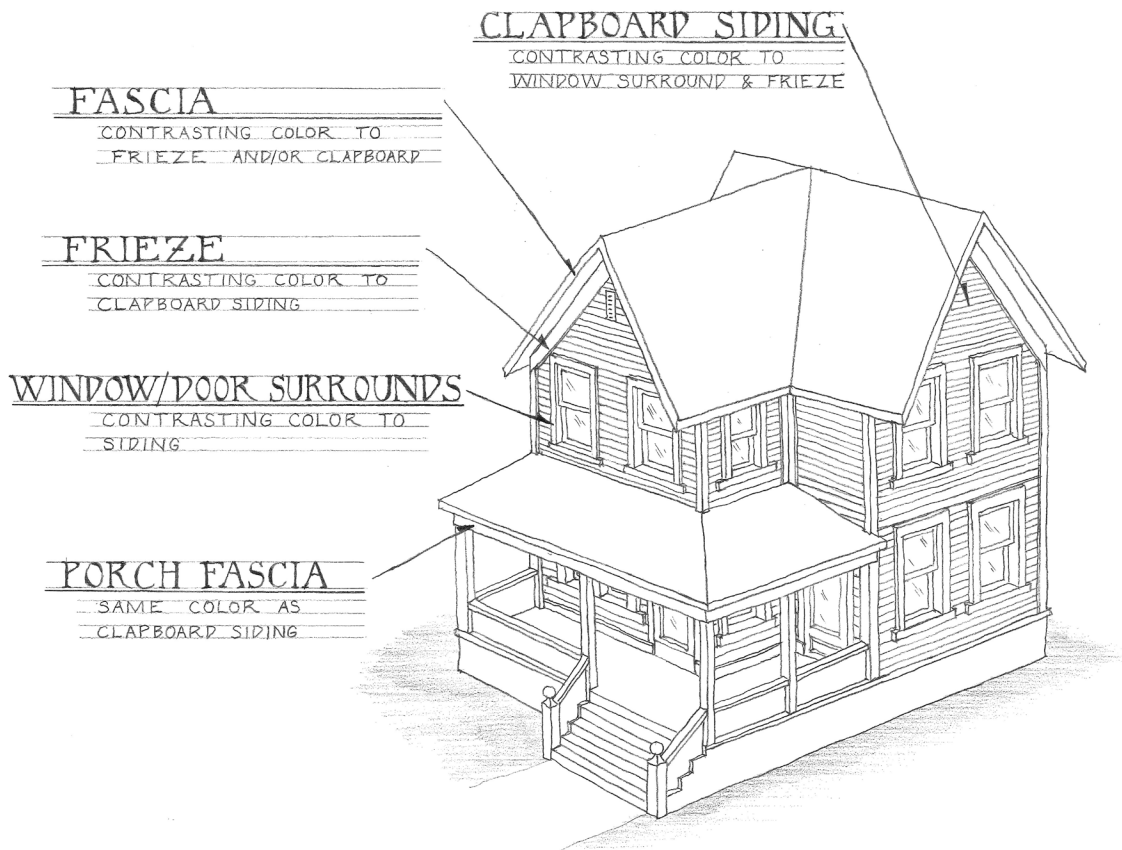 CLAPBOARD SIDING
CONTRASTING COLOR TO
WINDOW SURROUND & FRIEZE
FASCIA
CONTRASTING COLOR TO
FRIEZE AND/OR CLAPBOARD
FRIEZE
CONTRASTING COLOR TO
CLAPBOARD SIDING
WINDOW/DOOR SURROUNDS
CONTRASTING COLOR TO
SIDING
PORCH FASCIA
SAME COLOR AS
CLAPBOARD SIDING